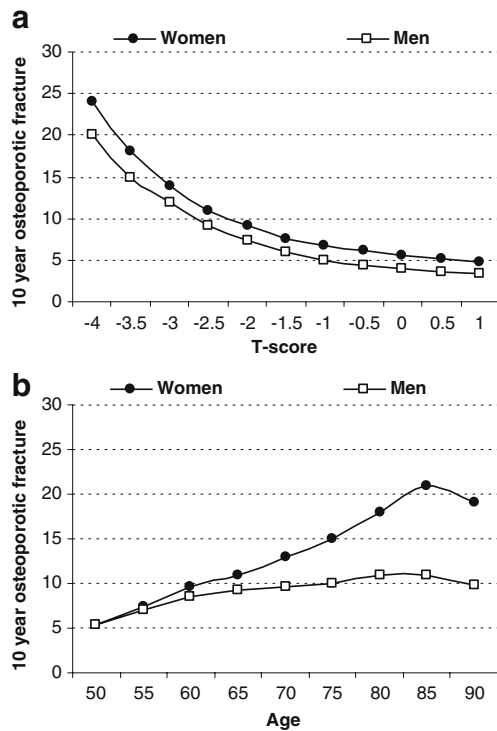 a
Women Men
10 year osteoporotic fracture
30
25
20
15
10
5
0
-4 -3.5 -3 -2.5 -2 -1.5 -1 -0.5 0 0.5 1
T-score
b
Women Men
10 year osteoporotic fracture
30
25
20
15
10
5
0
50 55 60 65 70 75 80 85 90
Age